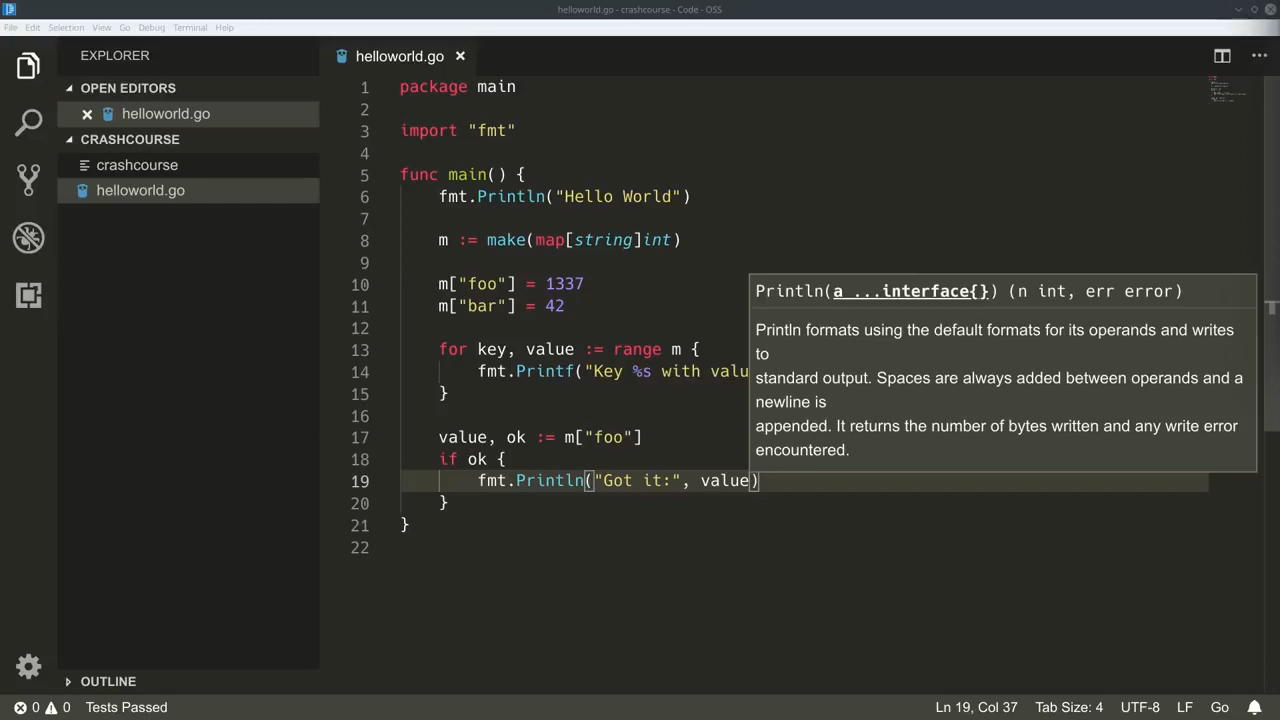 helloworld.go - crashcourse - Code - OSS
File Edit Selection View Go Debug Terminal Help
EXPLORER
OPEN EDITORS
helloworld.go
CRASHCOURSE
crashcourse
helloworld.go
OUTLINE
helloworld.go
1 package main
2
3 import "fmt"
4
5 func main() {
6 fmt.Println("Hello World")
7
8 m := make(map[string]int)
9
10 m["foo"] = 1337
11 m["bar"] = 42
12
13 for key, value := range m {
14 fmt.Printf("Key %s with valu
15 }
16
17 value, ok := m["foo"]
18 if ok {
19 fmt.Println("Got it:", value)
20 }
21 }
22
Println(a ...interface{}) (n int, err error)
Println formats using the default formats for its operands and writes
to
standard output. Spaces are always added between operands and a
newline is
appended. It returns the number of bytes written and any write error
encountered.
0 0 Tests Passed Ln 19, Col 37 Tab Size: 4 UTF-8 LF Go